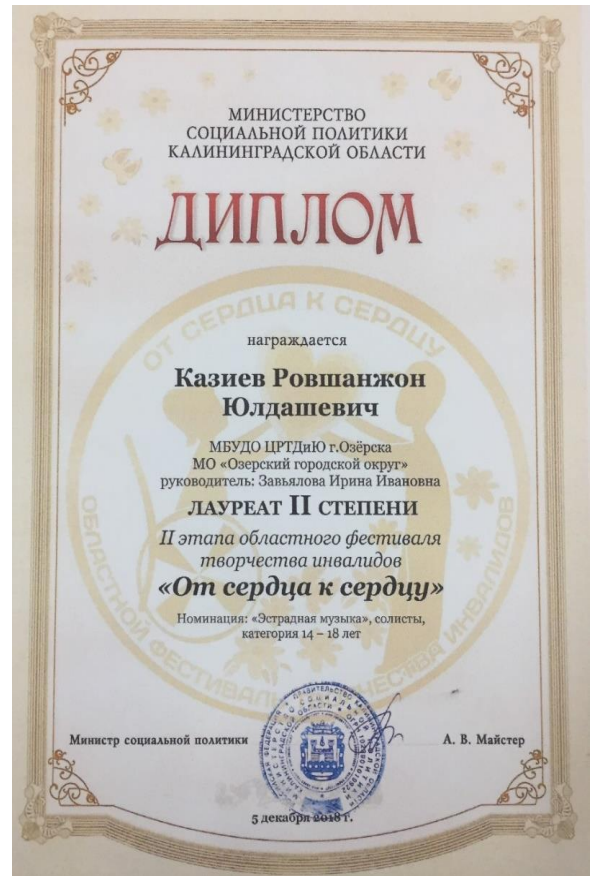 МИНИСТЕРСТВО
СОЦИАЛЬНОЙ ПОЛИТИКИ
КАЛИНИНГРАДСКОЙ ОБЛАСТИ
ДИПЛОМ
ОТ СЕРДЦА К СЕРДЦУ
награждается
Казиев Ровшанжон
Юлдашевич
МБУДО ЦРТДиЮ г.Озёрска
МО «Озерский городской округ»
руководитель: Завьялова Ирина Ивановна
ЛАУРЕАТ II СТЕПЕНИ
II этапа областного фестиваля
творчества инвалидов
«От сердца к сердцу»
Номинация: «Эстрадная музыка», солисты,
категория 14 – 18 лет
ОБЛАСТНОЙ ФЕСТИВАЛЬ ТВОРЧЕСТВА ИНВАЛИДОВ
Министр социальной политики
А. В. Майстер
5 декабря 2018 г.